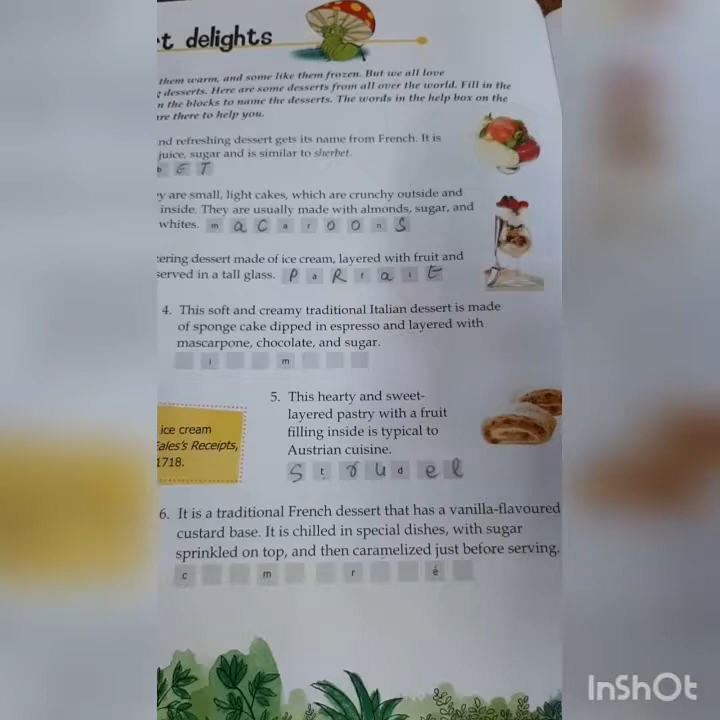 t delights
them warm, and some like them frozen. But we all love
desserts. Here are some desserts from all over the world. Fill in the
n the blocks to name the desserts. The words in the help box on the
re there to help you.
nd refreshing dessert gets its name from French. It is
juice, sugar and is similar to sherbet.
b E T
y are small, light cakes, which are crunchy outside and
inside. They are usually made with almonds, sugar, and
whites. m a C a r o o n S
ering dessert made of ice cream, layered with fruit and
served in a tall glass. P a R f a i t
4. This soft and creamy traditional Italian dessert is made
of sponge cake dipped in espresso and layered with
mascarpone, chocolate, and sugar.
i m
5. This hearty and sweet-
layered pastry with a fruit
filling inside is typical to
Austrian cuisine.
S t r u d e l
ice cream
ales's Receipts,
1718.
6. It is a traditional French dessert that has a vanilla-flavoured
custard base. It is chilled in special dishes, with sugar
sprinkled on top, and then caramelized just before serving.
c m r é
InShOt